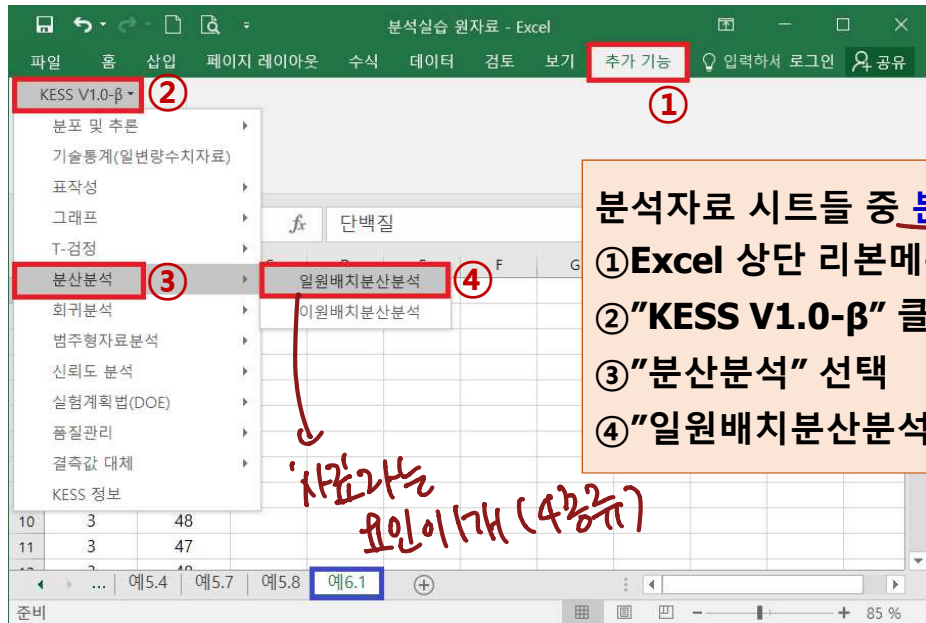 분석실습 원자료 - Excel
파일 홈 삽입 페이지 레이아웃 수식 데이터 검토 보기 추가 기능 입력하서 로그인 공유
①
KESS V1.0-β ②
분포 및 추론
기술통계(일변량수치자료)
표작성
그래프
T-검정
분산분석 ③
회귀분석
범주형자료분석
신뢰도 분석
실험계획법(DOE)
품질관리
결측값 대체
KESS 정보
일원배치분산분석 ④
이원배치분산분석
fx 단백질
F G
분석자료 시트들 중
①Excel 상단 리본메
②"KESS V1.0-β" 클
③"분산분석" 선택
④"일원배치분산분석
사료라는
요인이 1개 (4종류)
10 3 48
11 3 47
... 예5.4 예5.7 예5.8 예6.1
준비 85 %